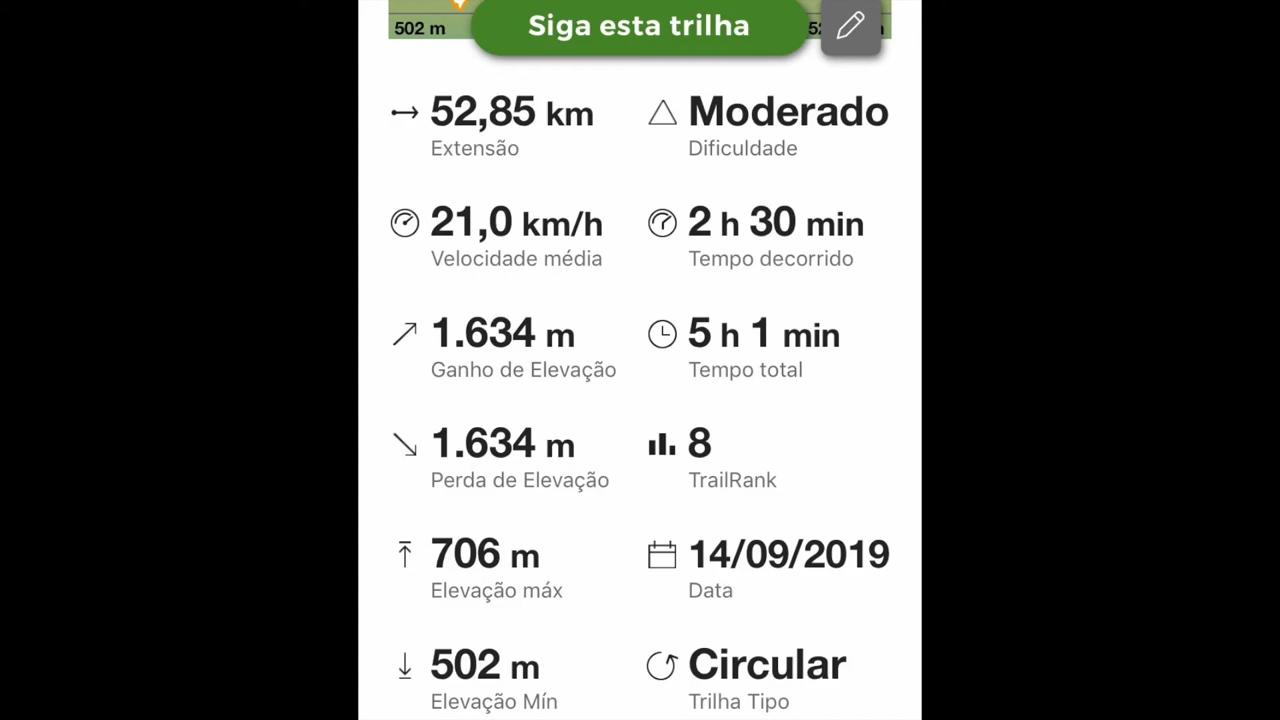 502 m
Siga esta trilha
52,85 km
Extensão
Moderado
Dificuldade
21,0 km/h
Velocidade média
2 h 30 min
Tempo decorrido
1.634 m
Ganho de Elevação
5 h 1 min
Tempo total
1.634 m
Perda de Elevação
8
TrailRank
706 m
Elevação máx
14/09/2019
Data
502 m
Elevação Mín
Circular
Trilha Tipo